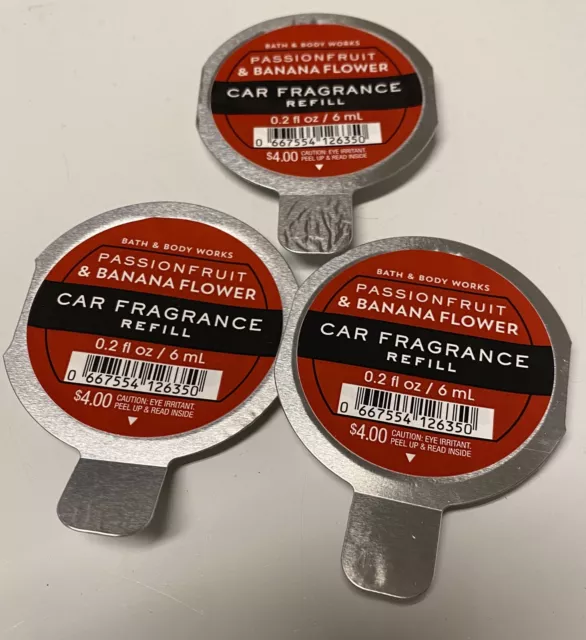 BATH & BODY WORKS
PASSIONFRUIT
& BANANA FLOWER
CAR FRAGRANCE
REFILL
0.2 fl oz / 6 mL
0 667554 126350
$4.00 CAUTION: EYE IRRITANT.
PEEL UP & READ INSIDE
BATH & BODY WORKS
PASSIONFRUIT
& BANANA FLOWER
CAR FRAGRANCE
REFILL
0.2 fl oz / 6 mL
0 667554 126350
$4.00 CAUTION: EYE IRRITANT.
PEEL UP & READ INSIDE
BATH & BODY WORKS
PASSIONFRUIT
& BANANA FLOWER
CAR FRAGRANCE
REFILL
0.2 fl oz / 6 mL
0 667554 126350
$4.00 CAUTION: EYE IRRITANT.
PEEL UP & READ INSIDE